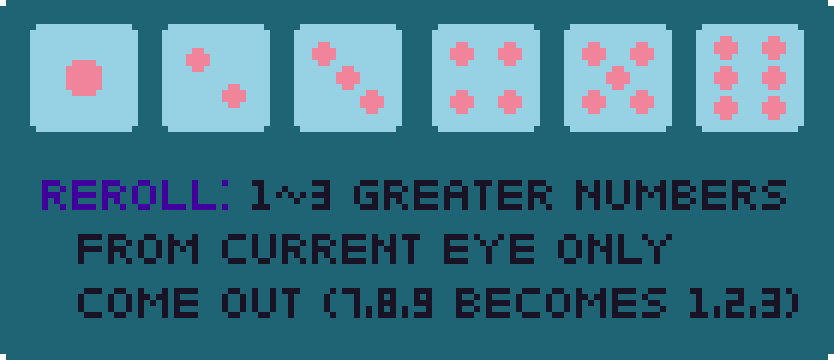 REROLL: 1~3 GREATER NUMBERS
FROM CURRENT EYE ONLY
COME OUT (7.8.9 BECOMES 1.2.3)